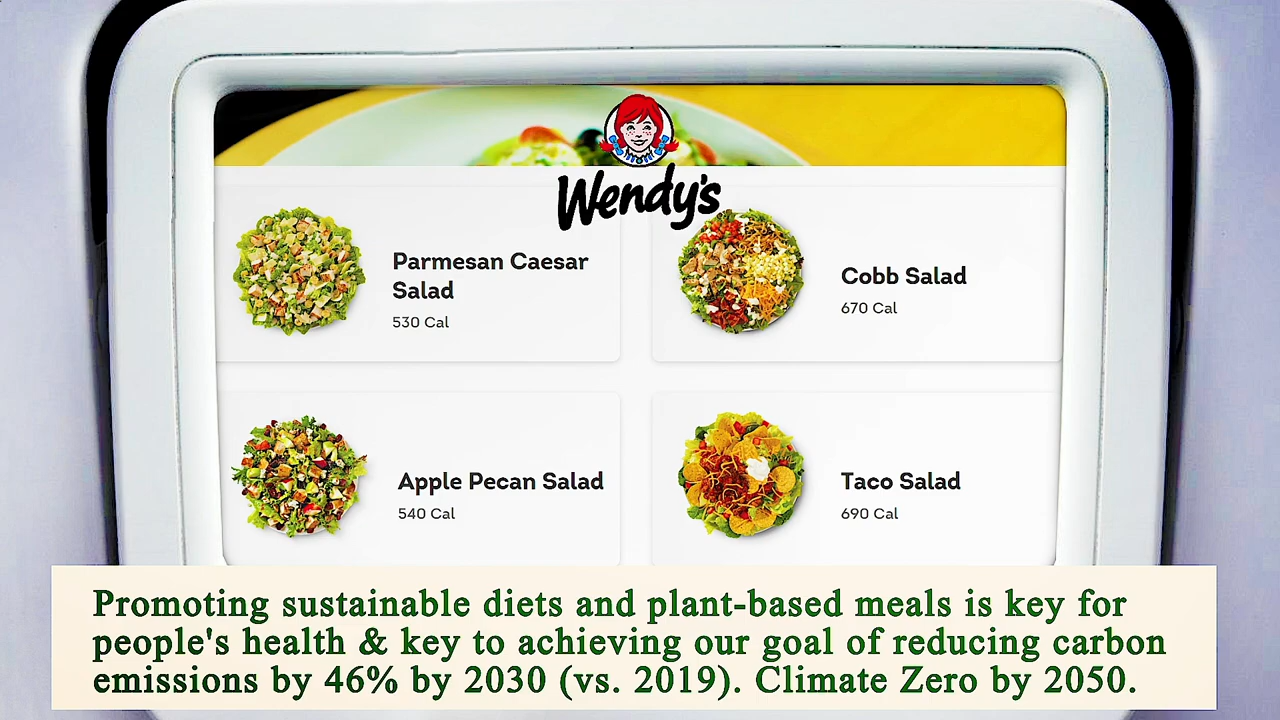 Wendy's
Parmesan Caesar
Salad
530 Cal
Cobb Salad
670 Cal
Apple Pecan Salad
540 Cal
Taco Salad
690 Cal
Promoting sustainable diets and plant-based meals is key for
people's health & key to achieving our goal of reducing carbon
emissions by 46% by 2030 (vs. 2019). Climate Zero by 2050.